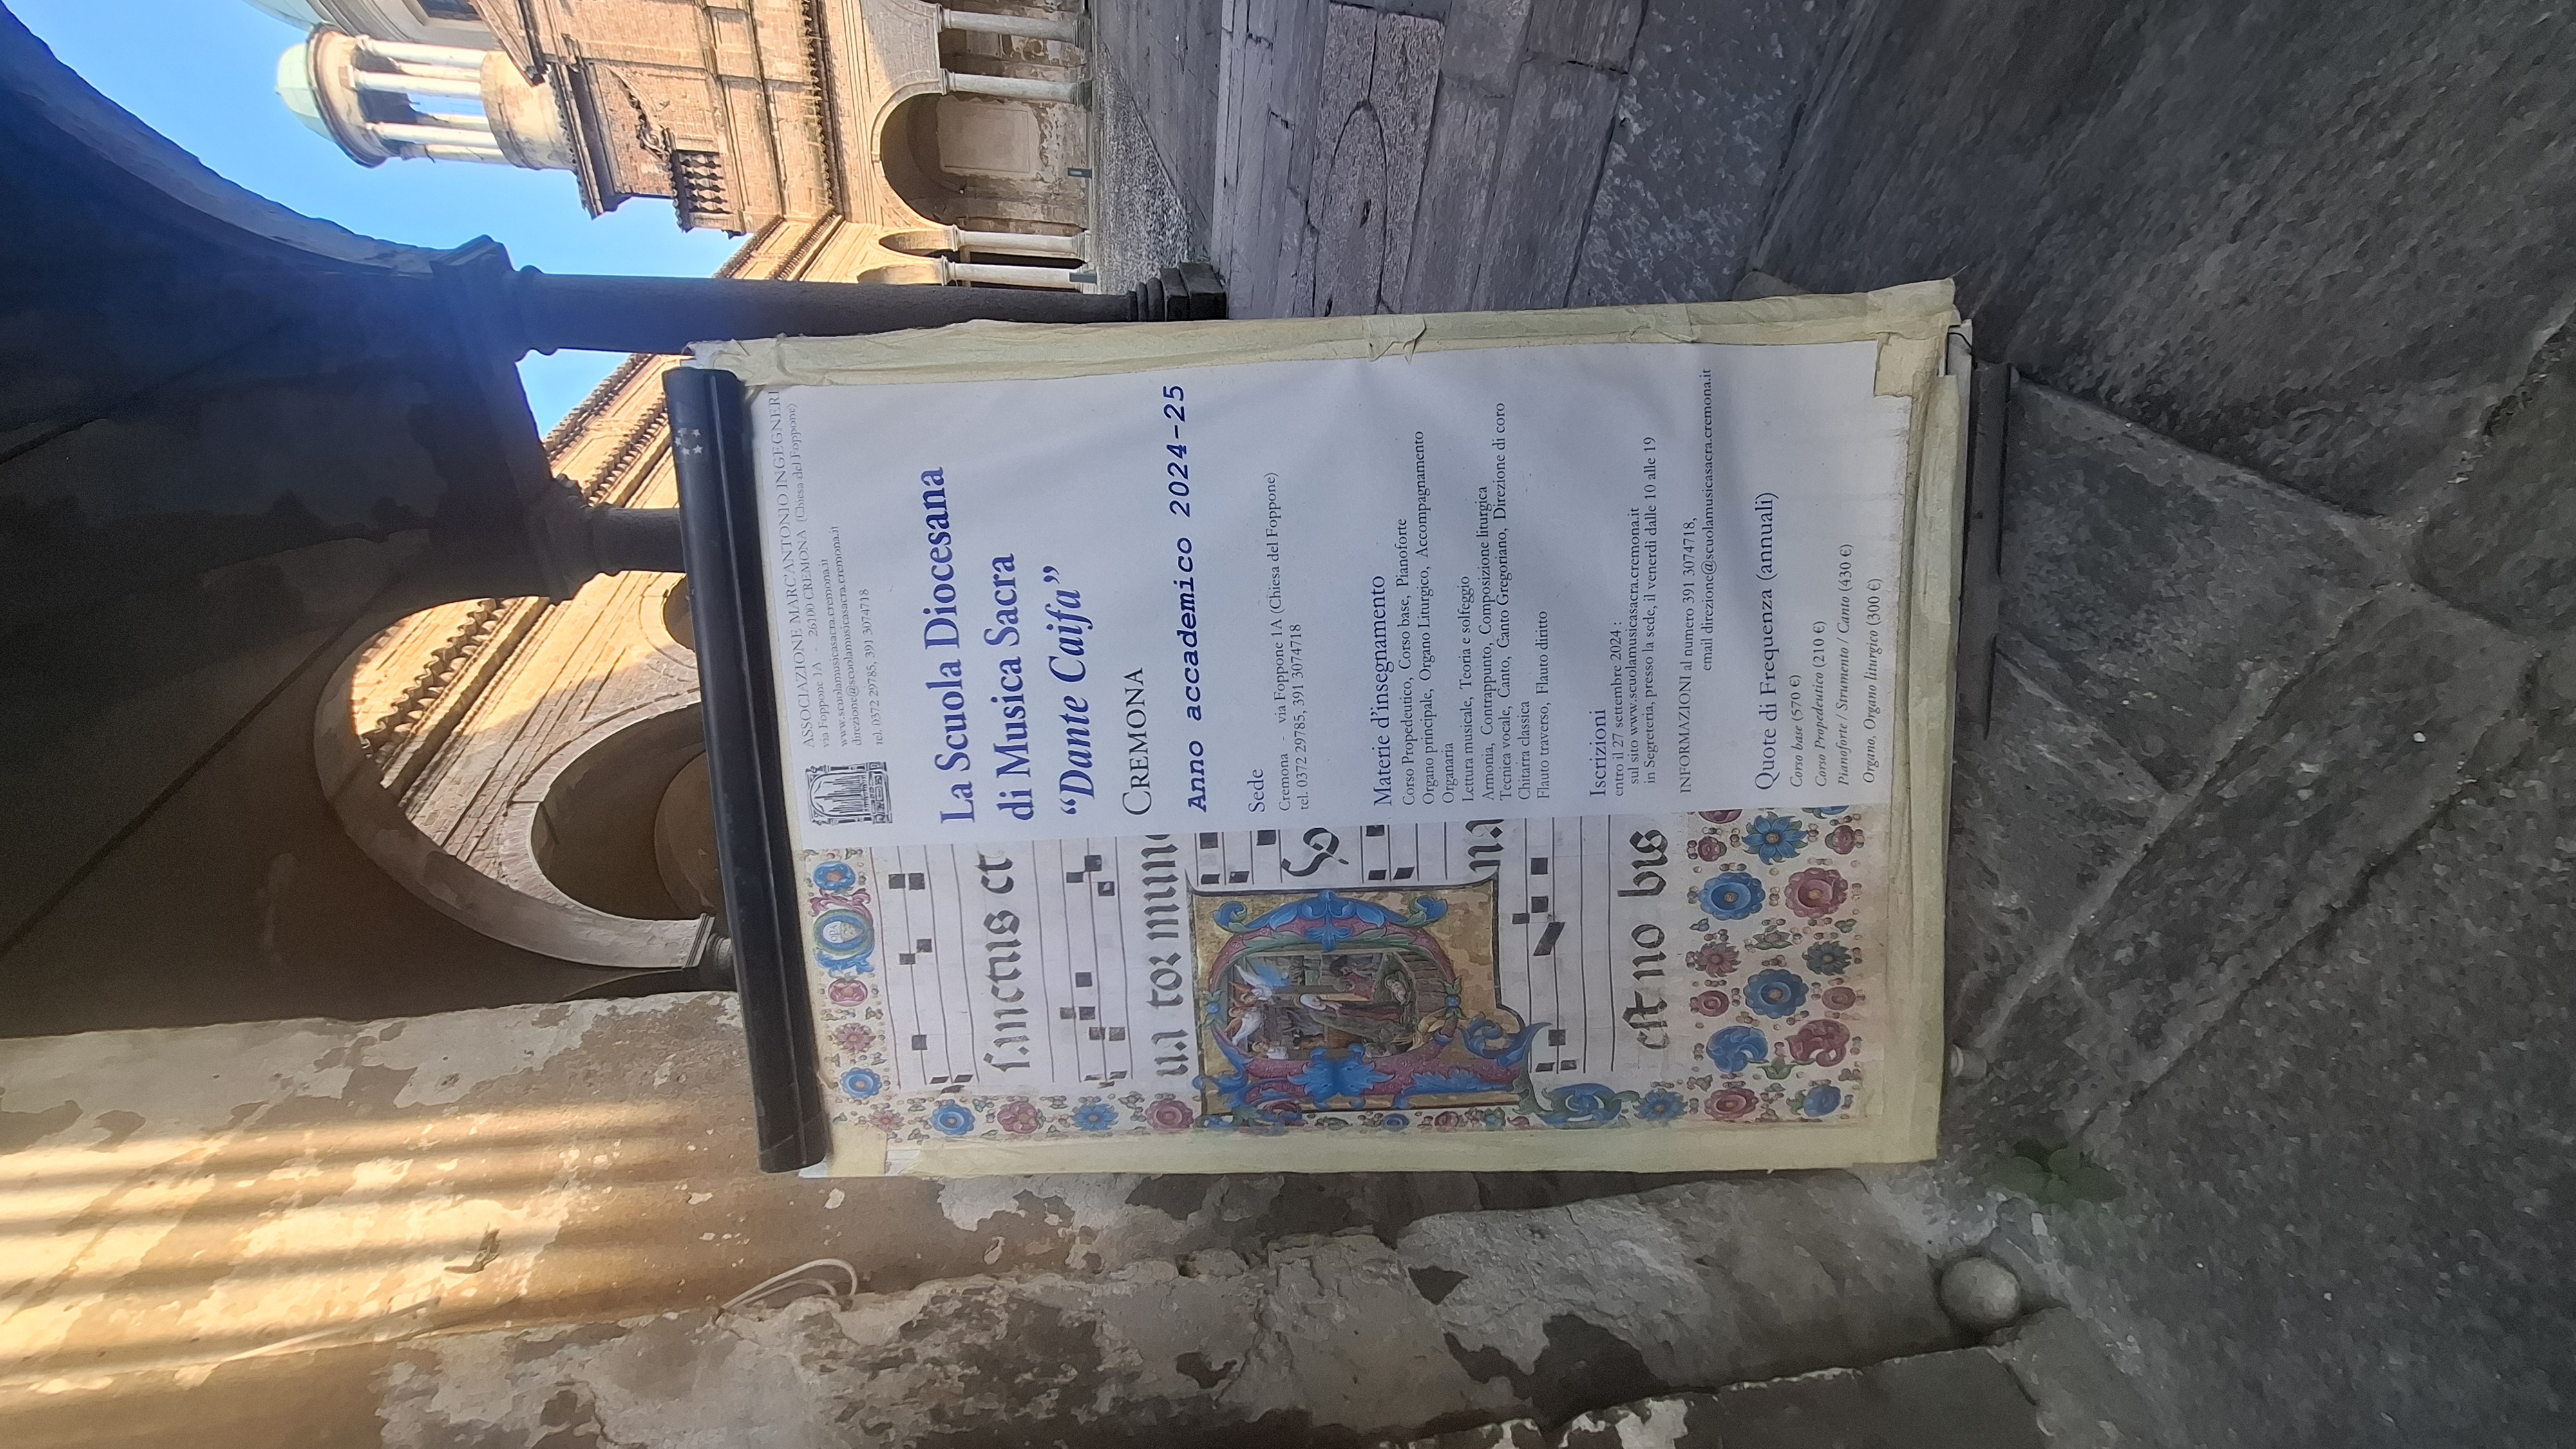 ASSOCIAZIONE MARC'ANTONIO INGEGNERI
via Foppone 1A - 26100 CREMONA (Chiesa del Foppone)
www.scuolamusicasacra.cremona.it
direzione@scuolamusicasacra.cremona.it
tel. 0372 29785, 391 3074718
La Scuola Diocesana
di Musica Sacra
“Dante Caifa”
CREMONA
Anno accademico 2024-25
Sede
Cremona - via Foppone 1A (Chiesa del Foppone)
tel. 0372 29785, 391 3074718
Materie d’insegnamento
Corso Propedeutico, Corso base, Pianoforte
Organo principale, Organo Liturgico, Accompagnamento
Organaria
Lettura musicale, Teoria e solfeggio
Armonia, Contrappunto, Composizione liturgica
Tecnica vocale, Canto, Canto Gregoriano, Direzione di coro
Chitarra classica
Flauto traverso, Flauto diritto
Iscrizioni
entro il 27 settembre 2024 :
sul sito www.scuolamusicasacra.cremona.it
in Segreteria, presso la sede, il venerdì dalle 10 alle 19
INFORMAZIONI al numero 391 3074718,
email direzione@scuolamusicasacra.cremona.it
Quote di Frequenza (annuali)
Corso base (570 €)
Corso Propedeutico (210 €)
Pianoforte / Strumento / Canto (430 €)
Organo, Organo liturgico (300 €)
sanctus et
ua tor mun
na
est no bis